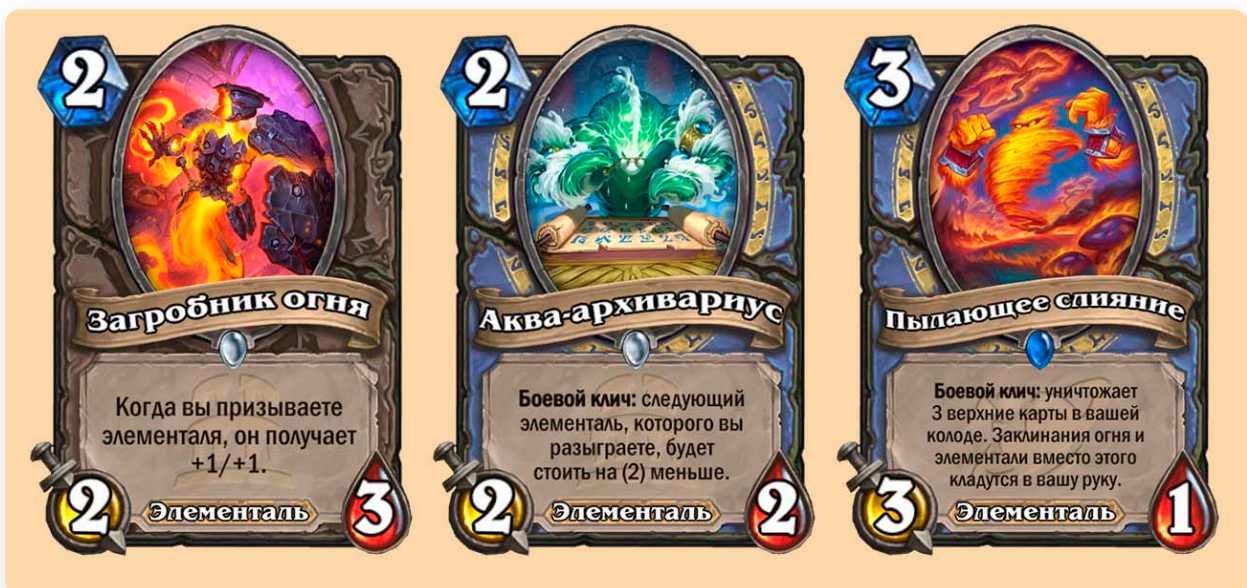 2
Загробник огня
Когда вы призываете
элементаля, он получает
+1/+1.
2
Элементаль
3
2
Аква-архивариус
Боевой клич: следующий
элементаль, которого вы
разыграете, будет
стоить на (2) меньше.
2
Элементаль
2
3
Пылающее слияние
Боевой клич: уничтожает
3 верхние карты в вашей
колоде. Заклинания огня и
элементали вместо этого
кладутся в вашу руку.
3
Элементаль
1